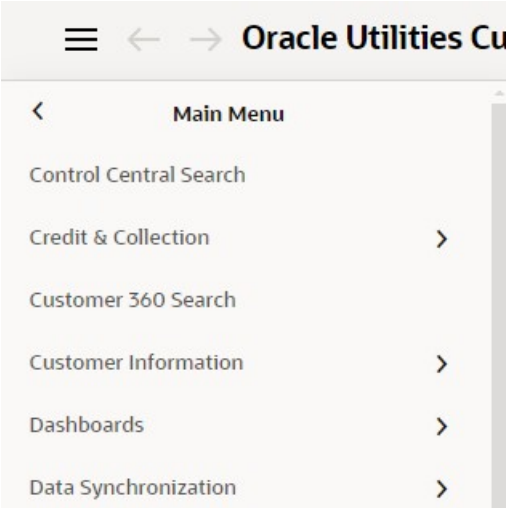 Oracle Utilities Cu
Main Menu
Control Central Search
Credit & Collection
Customer 360 Search
Customer Information
Dashboards
Data Synchronization